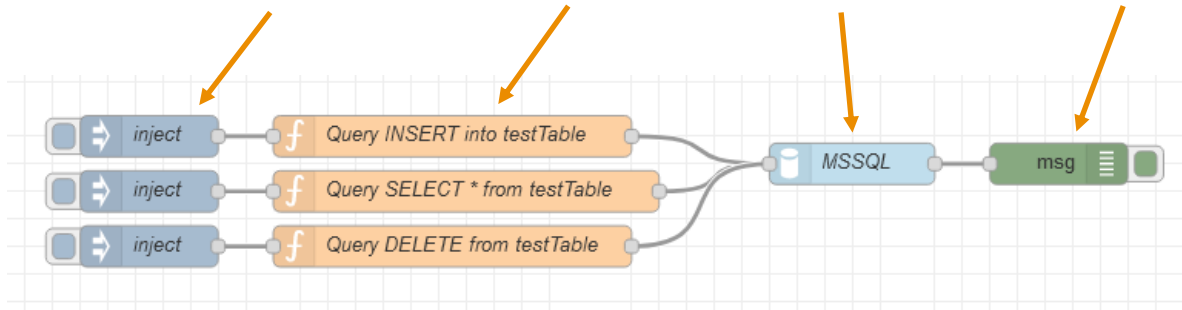 inject
Query INSERT into testTable
inject
Query SELECT * from testTable
inject
Query DELETE from testTable
MSSQL
msg